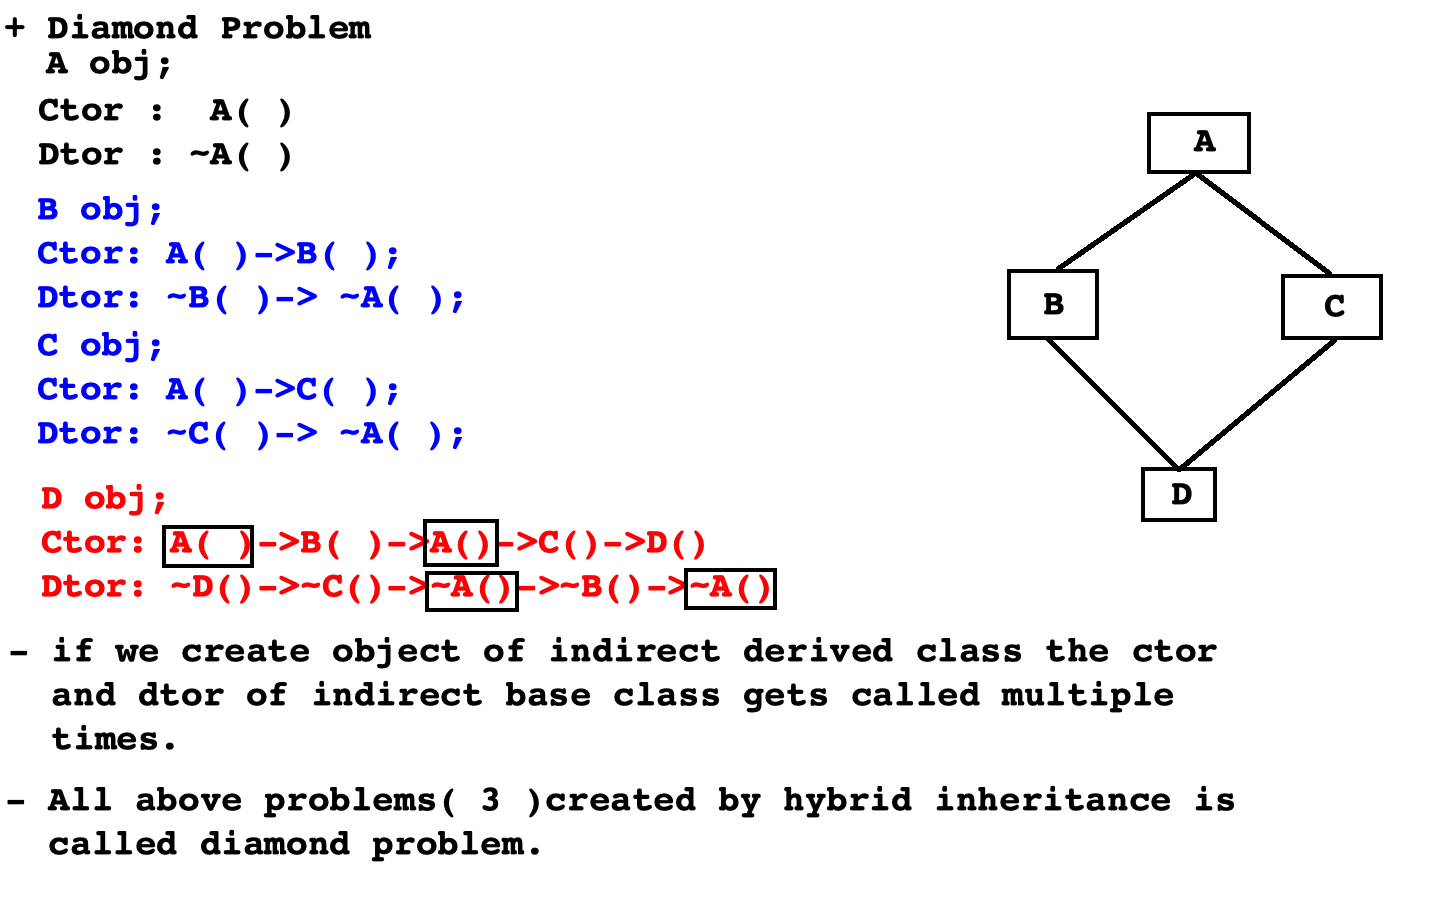 + Diamond Problem
A obj;
Ctor :  A( )
Dtor : ~A( )
B obj;
Ctor: A( )->B( );
Dtor: ~B( )-> ~A( );
C obj;
Ctor: A( )->C( );
Dtor: ~C( )-> ~A( );
D obj;
Ctor: A( )->B( )->A()->C()->D()
Dtor: ~D()->~C()->~A()->~B()->~A()
- if we create object of indirect derived class the ctor
and dtor of indirect base class gets called multiple
times.
- All above problems( 3 )created by hybrid inheritance is
called diamond problem.
A
B
C
D